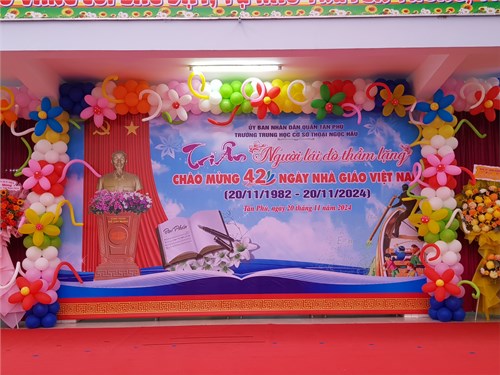 ỦY BAN NHÂN DÂN QUẬN TÂN PHÚ
TRƯỜNG TRUNG HỌC CƠ SỞ THOẠI NGỌC HẦU
Tri Ân "Người lái đò thầm lặng"
CHÀO MỪNG 42 NGÀY NHÀ GIÁO VIỆT NA
(20/11/1982 - 20/11/2024)
Tân Phú, ngày 20 tháng 11 năm 2024